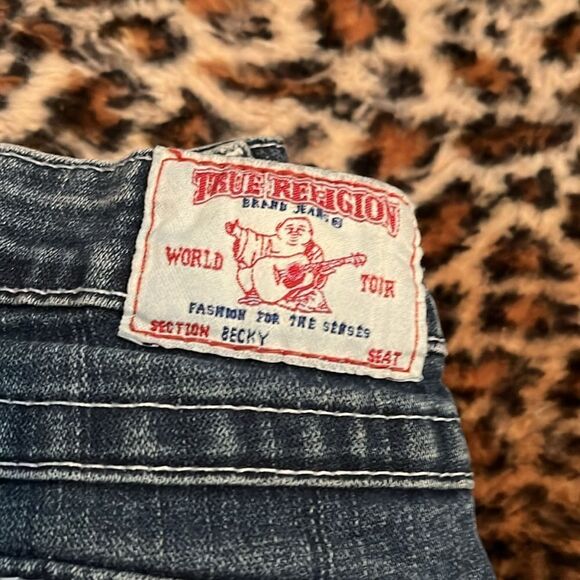 TRUE RELIGION
BRAND JEANS®
WORLD TOUR
FASHION FOR THE SENSES
SECTION BECKY SEAT